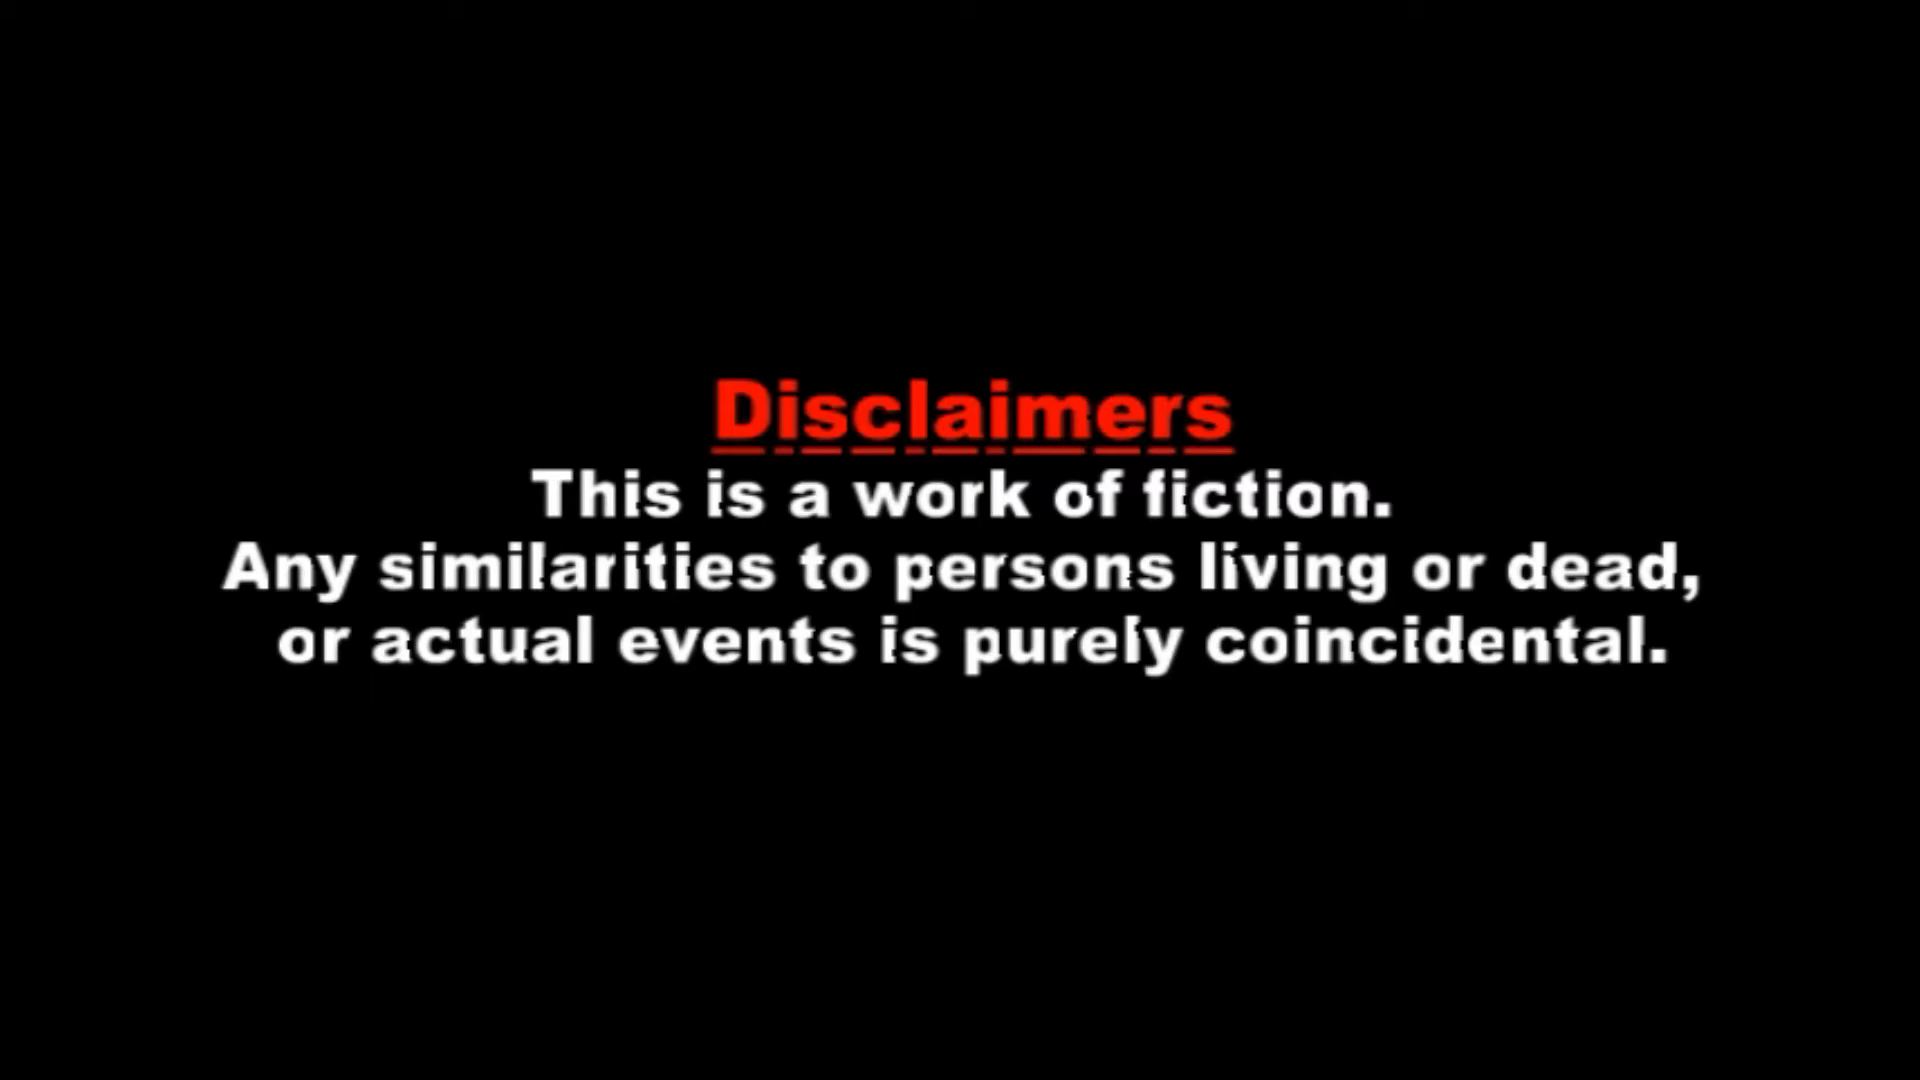 Disclaimers
This is a work of fiction.
Any similarities to persons living or dead,
or actual events is purely coincidental.